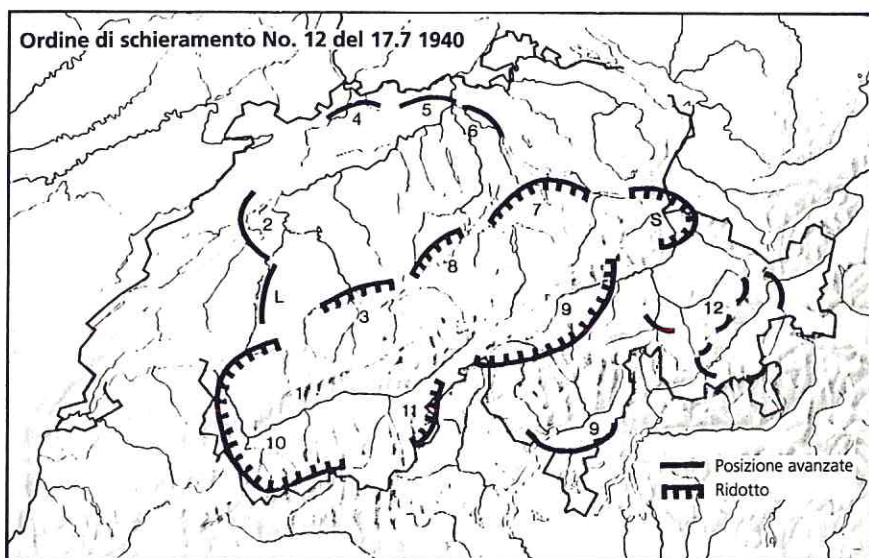 Ordine di schieramento No. 12 del 17.7 1940
4
5
6
2
7
S
8
L
9
12
3
1
11
10
9
Posizione avanzate
Ridotto